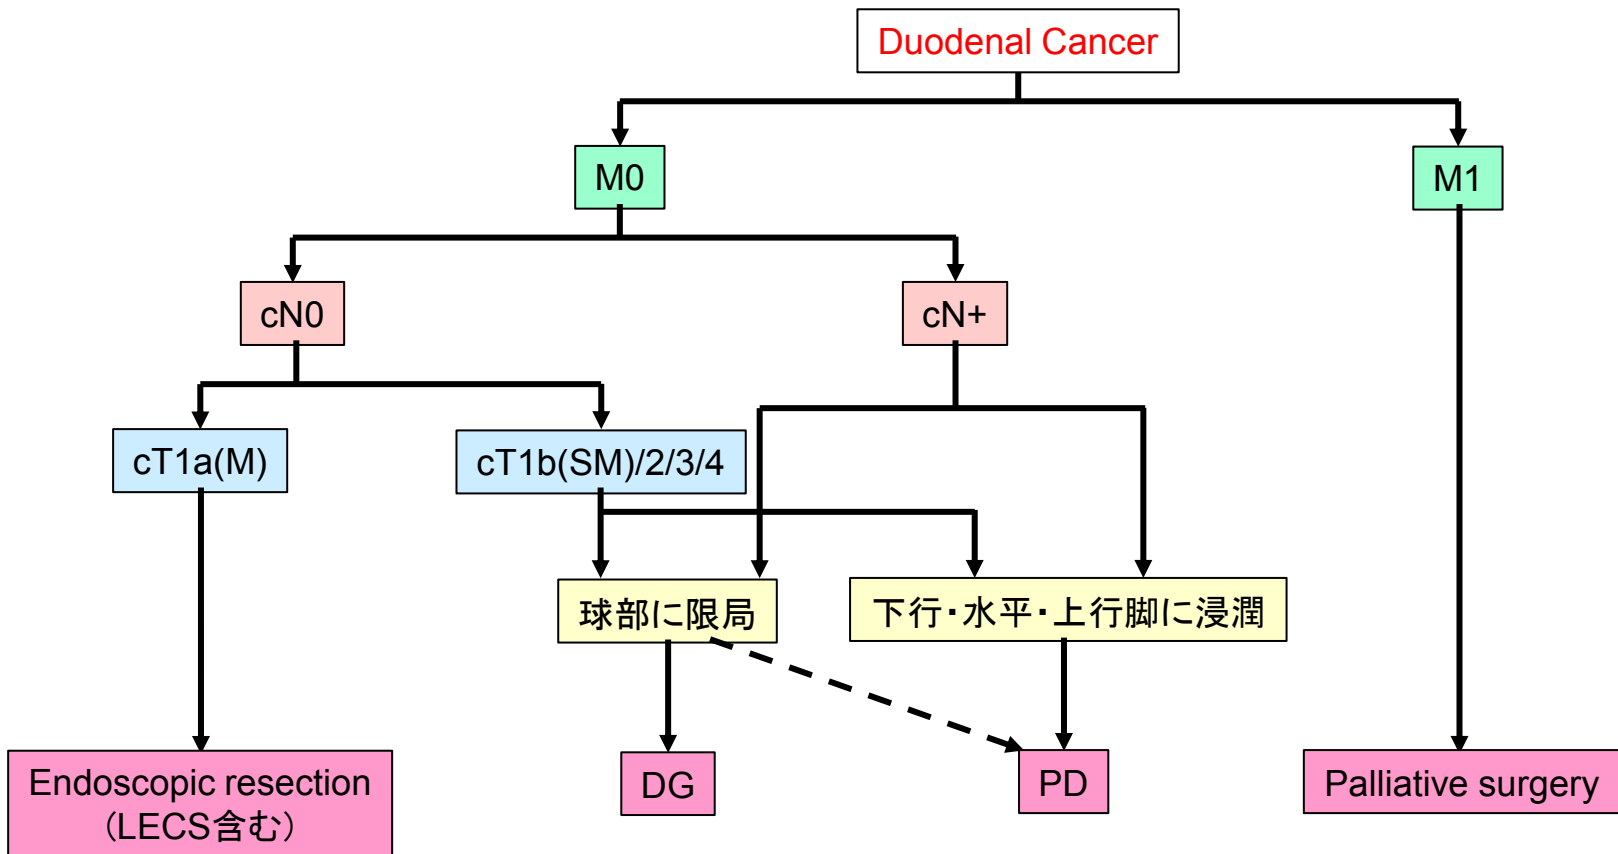 Duodenal Cancer
M0
M1
cN0
cN+
cT1a(M)
cT1b(SM)/2/3/4
球部に限局
下行・水平・上行脚に浸潤
Endoscopic resection
（LECS含む）
DG
PD
Palliative surgery